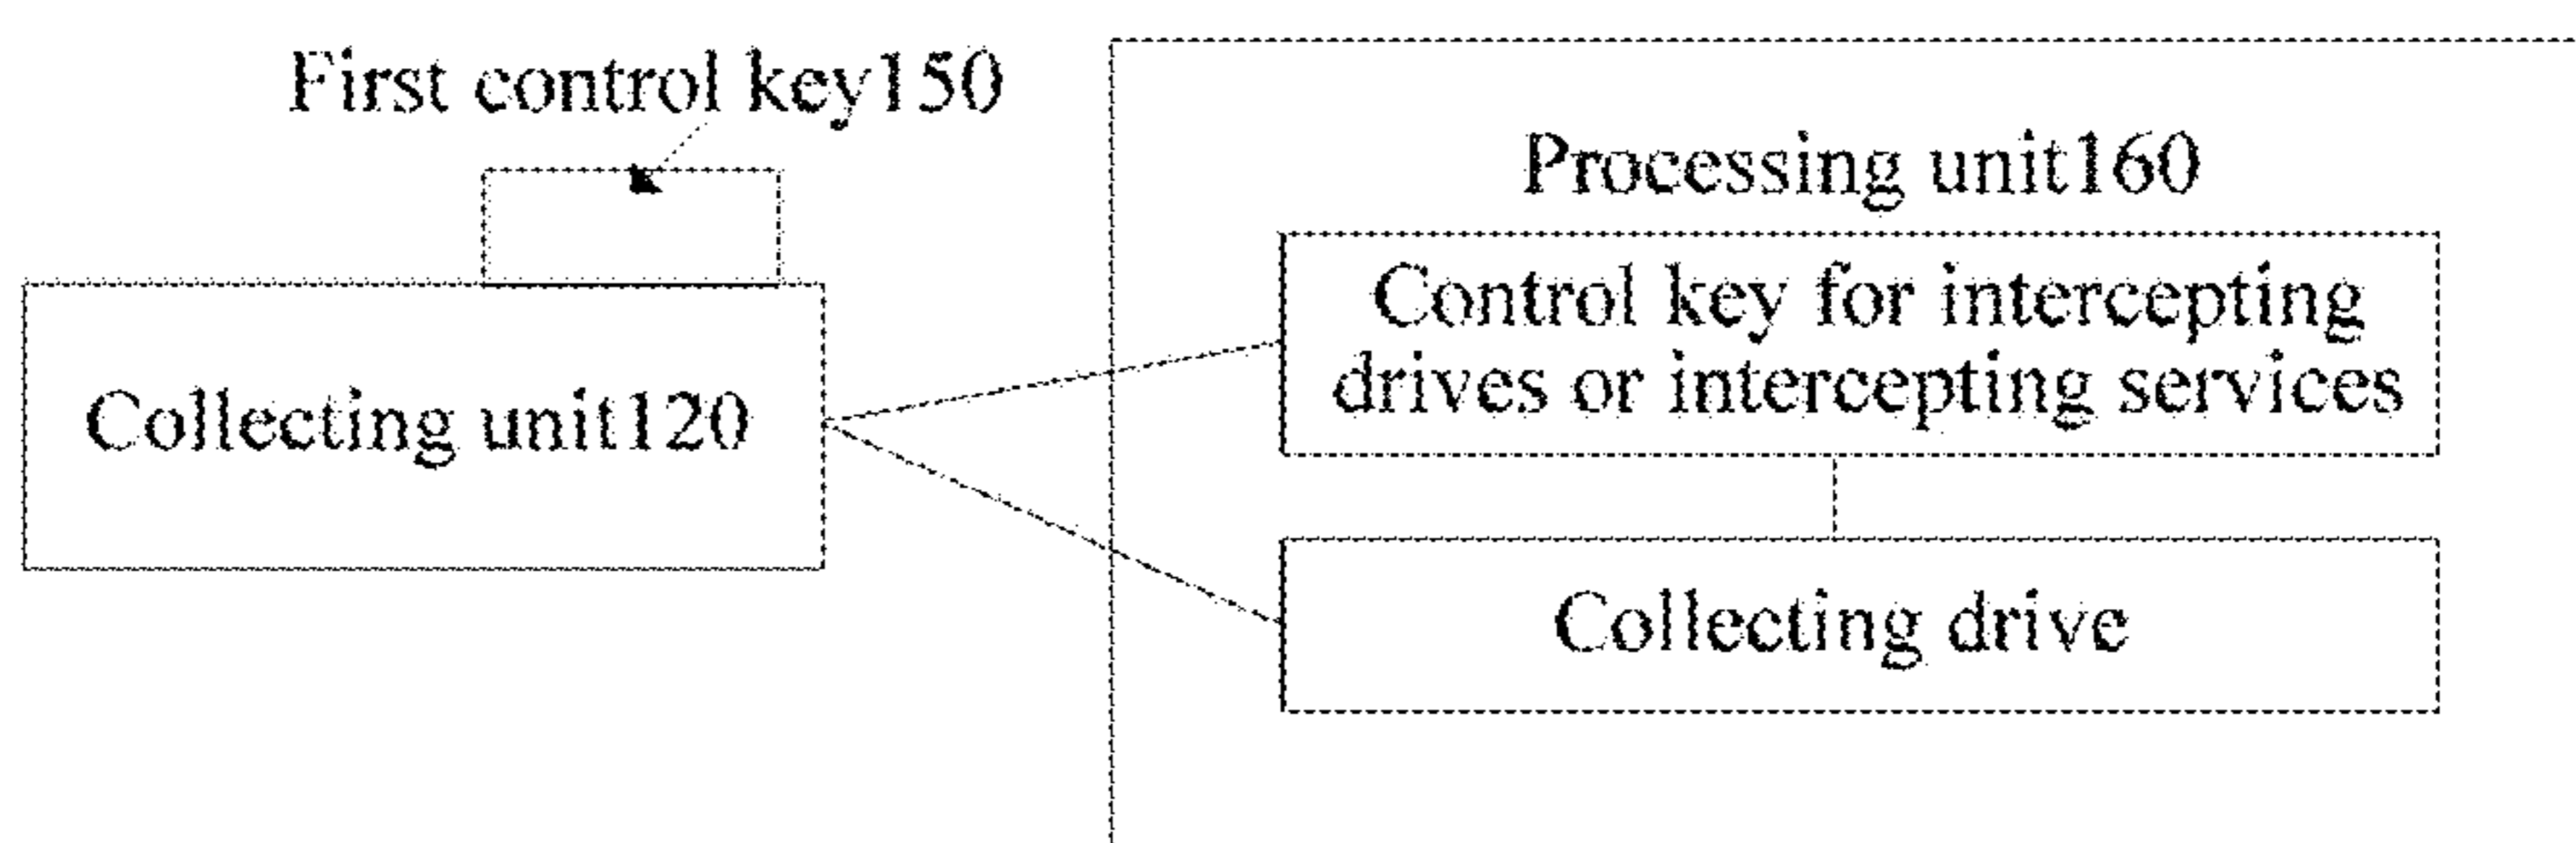 First control key150
Processing unit160
Control key for intercepting
drives or intercepting services
Collecting unit120
Collecting drive